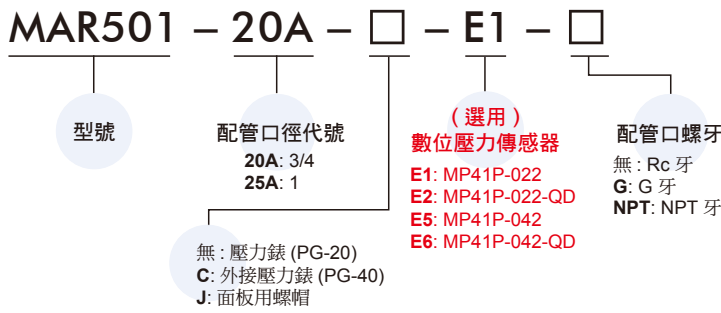 MAR501 – 20A – □ – E1 – □
型號
配管口徑代號
20A: 3/4
25A: 1
無 : 壓力錶 (PG-20)
C: 外接壓力錶 (PG-40)
J: 面板用螺帽
（選用）
數位壓力傳感器
E1: MP41P-022
E2: MP41P-022-QD
E5: MP41P-042
E6: MP41P-042-QD
配管口螺牙
無 : Rc 牙
G: G 牙
NPT: NPT 牙